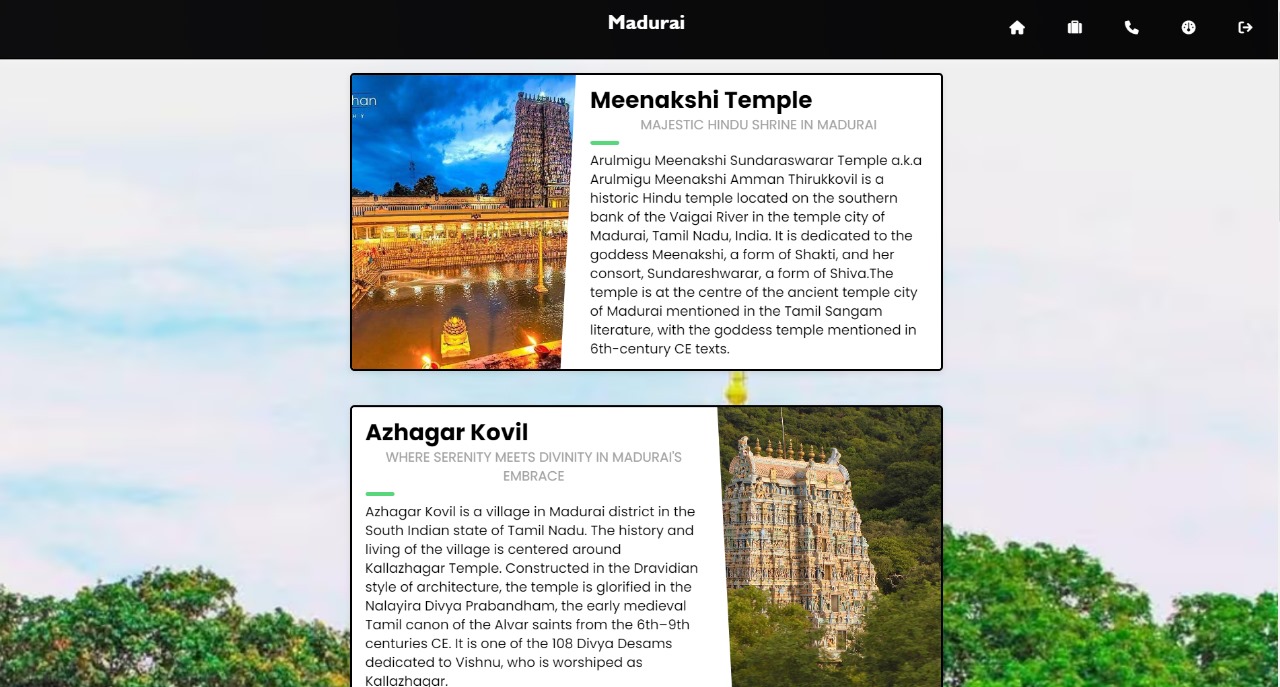 Madurai
han
H Y
Meenakshi Temple
MAJESTIC HINDU SHRINE IN MADURAI
Arulmigu Meenakshi Sundaraswarar Temple a.k.a
Arulmigu Meenakshi Amman Thirukkovil is a
historic Hindu temple located on the southern
bank of the Vaigai River in the temple city of
Madurai, Tamil Nadu, India. It is dedicated to the
goddess Meenakshi, a form of Shakti, and her
consort, Sundareshwarar, a form of Shiva.The
temple is at the centre of the ancient temple city
of Madurai mentioned in the Tamil Sangam
literature, with the goddess temple mentioned in
6th-century CE texts.
Azhagar Kovil
WHERE SERENITY MEETS DIVINITY IN MADURAI'S
EMBRACE
Azhagar Kovil is a village in Madurai district in the
South Indian state of Tamil Nadu. The history and
living of the village is centered around
Kallazhagar Temple. Constructed in the Dravidian
style of architecture, the temple is glorified in the
Nalayira Divya Prabandham, the early medieval
Tamil canon of the Alvar saints from the 6th–9th
centuries CE. It is one of the 108 Divya Desams
dedicated to Vishnu, who is worshiped as
Kallazhagar.